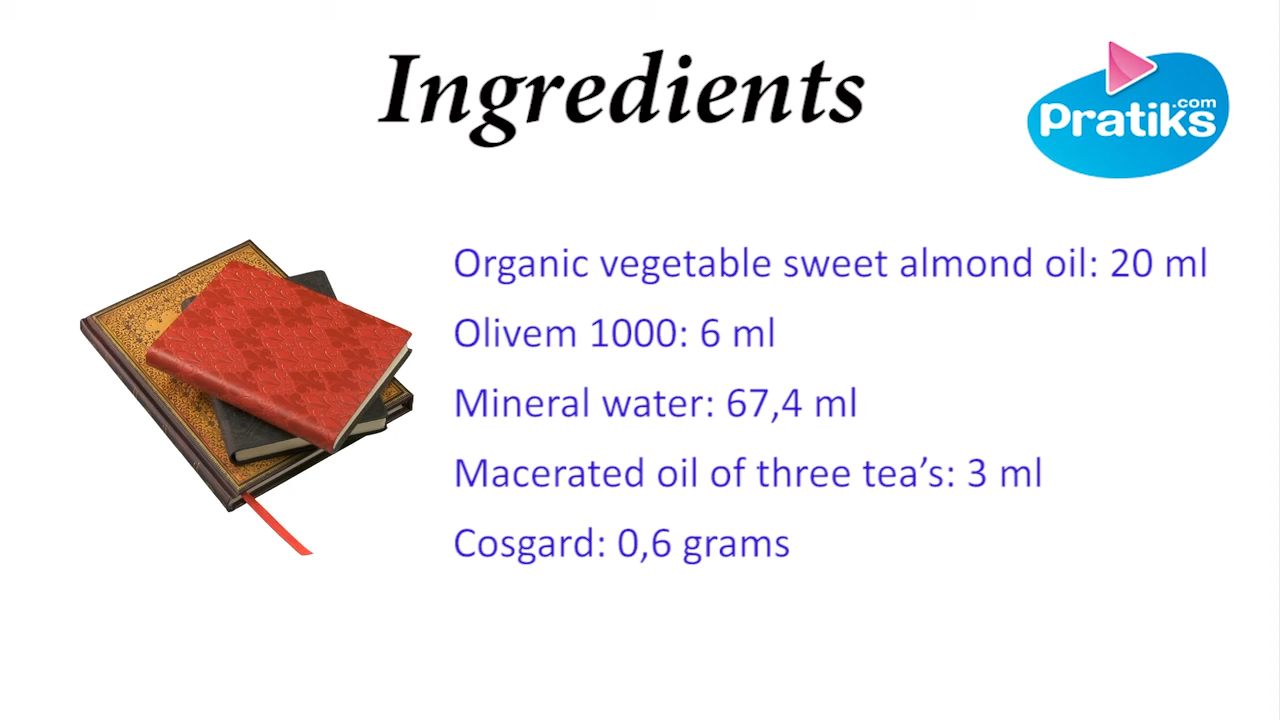 Ingredients
Pratiks.com
Organic vegetable sweet almond oil: 20 ml
Olivem 1000: 6 ml
Mineral water: 67,4 ml
Macerated oil of three tea’s: 3 ml
Cosgard: 0,6 grams